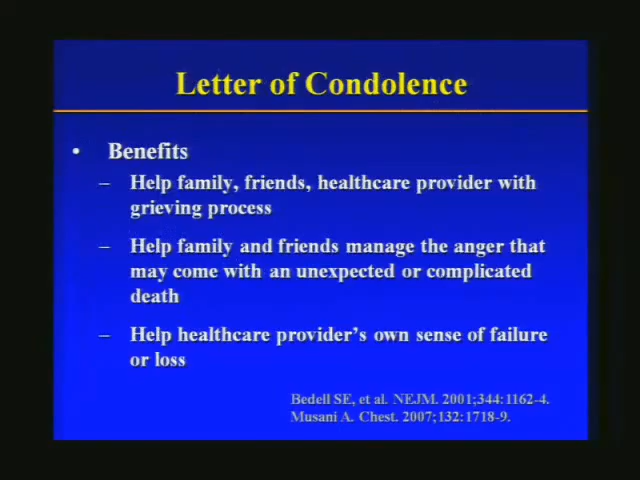 Letter of Condolence
• Benefits
– Help family, friends, healthcare provider with
grieving process
– Help family and friends manage the anger that
may come with an unexpected or complicated
death
– Help healthcare provider's own sense of failure
or loss
Bedell SE, et al. NEJM. 2001;344:1162-4.
Musani A. Chest. 2007;132:1718-9.